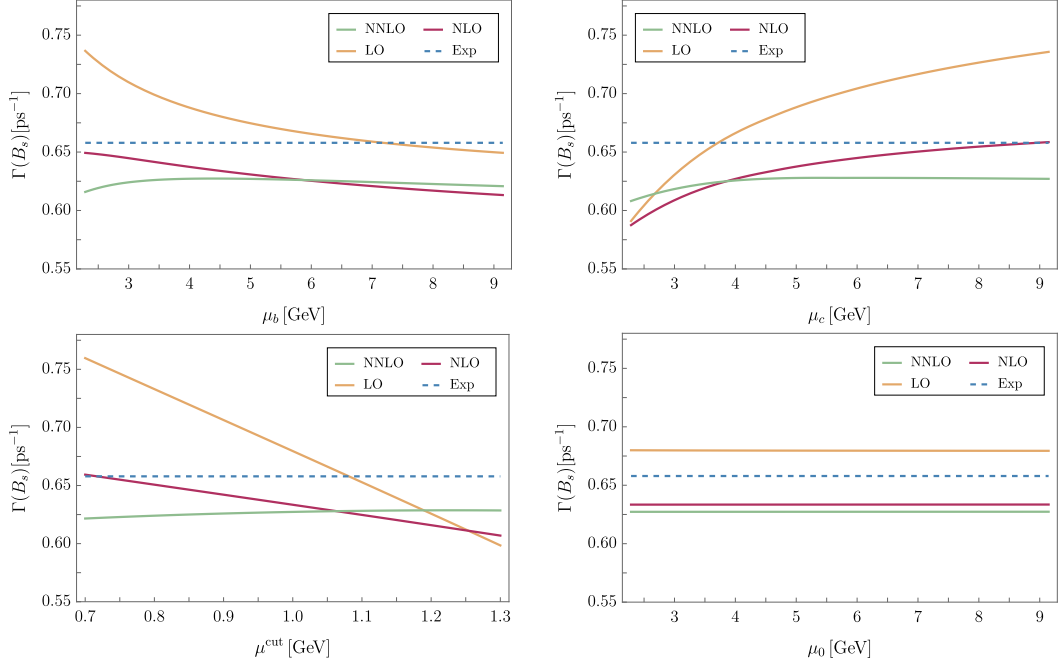 NNLO NLO
LO Exp
Γ(B_s)[ps⁻¹]
0.75
0.70
0.65
0.60
0.55
3 4 5 6 7 8 9
μ_b [GeV]
NNLO NLO
LO Exp
Γ(B_s)[ps⁻¹]
0.75
0.70
0.65
0.60
0.55
3 4 5 6 7 8 9
μ_c [GeV]
NNLO NLO
LO Exp
Γ(B_s)[ps⁻¹]
0.75
0.70
0.65
0.60
0.55
0.7 0.8 0.9 1.0 1.1 1.2 1.3
μ^cut [GeV]
NNLO NLO
LO Exp
Γ(B_s)[ps⁻¹]
0.75
0.70
0.65
0.60
0.55
3 4 5 6 7 8 9
μ₀ [GeV]